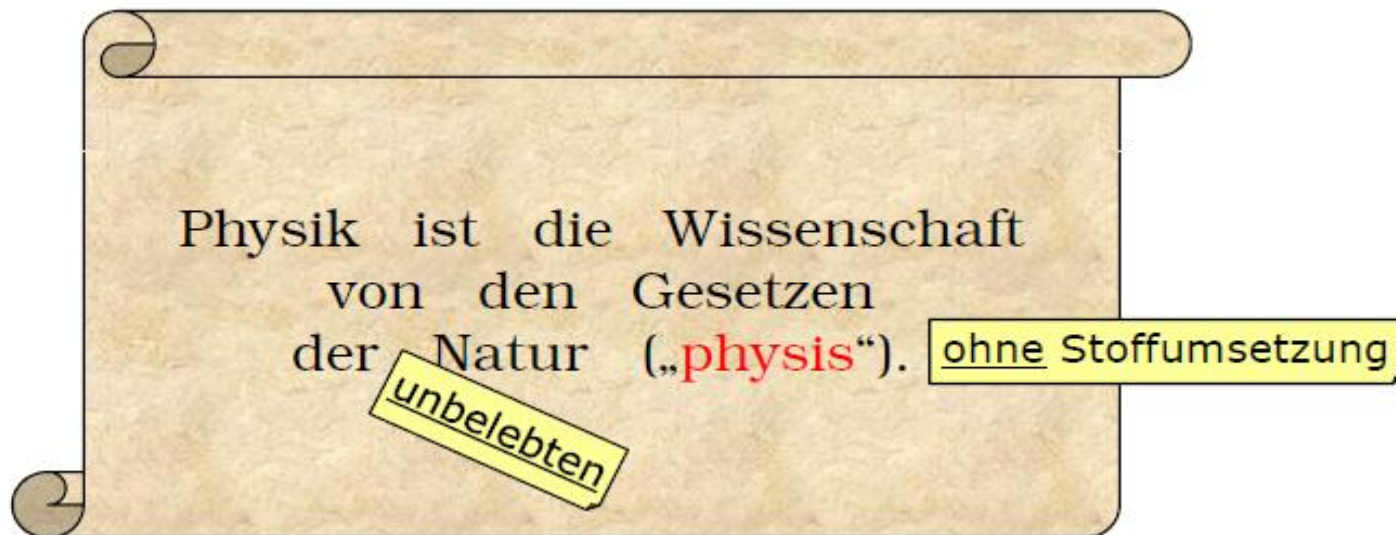 Physik ist die Wissenschaft
von den Gesetzen
der Natur („physis“).
ohne Stoffumsetzung
unbelebten